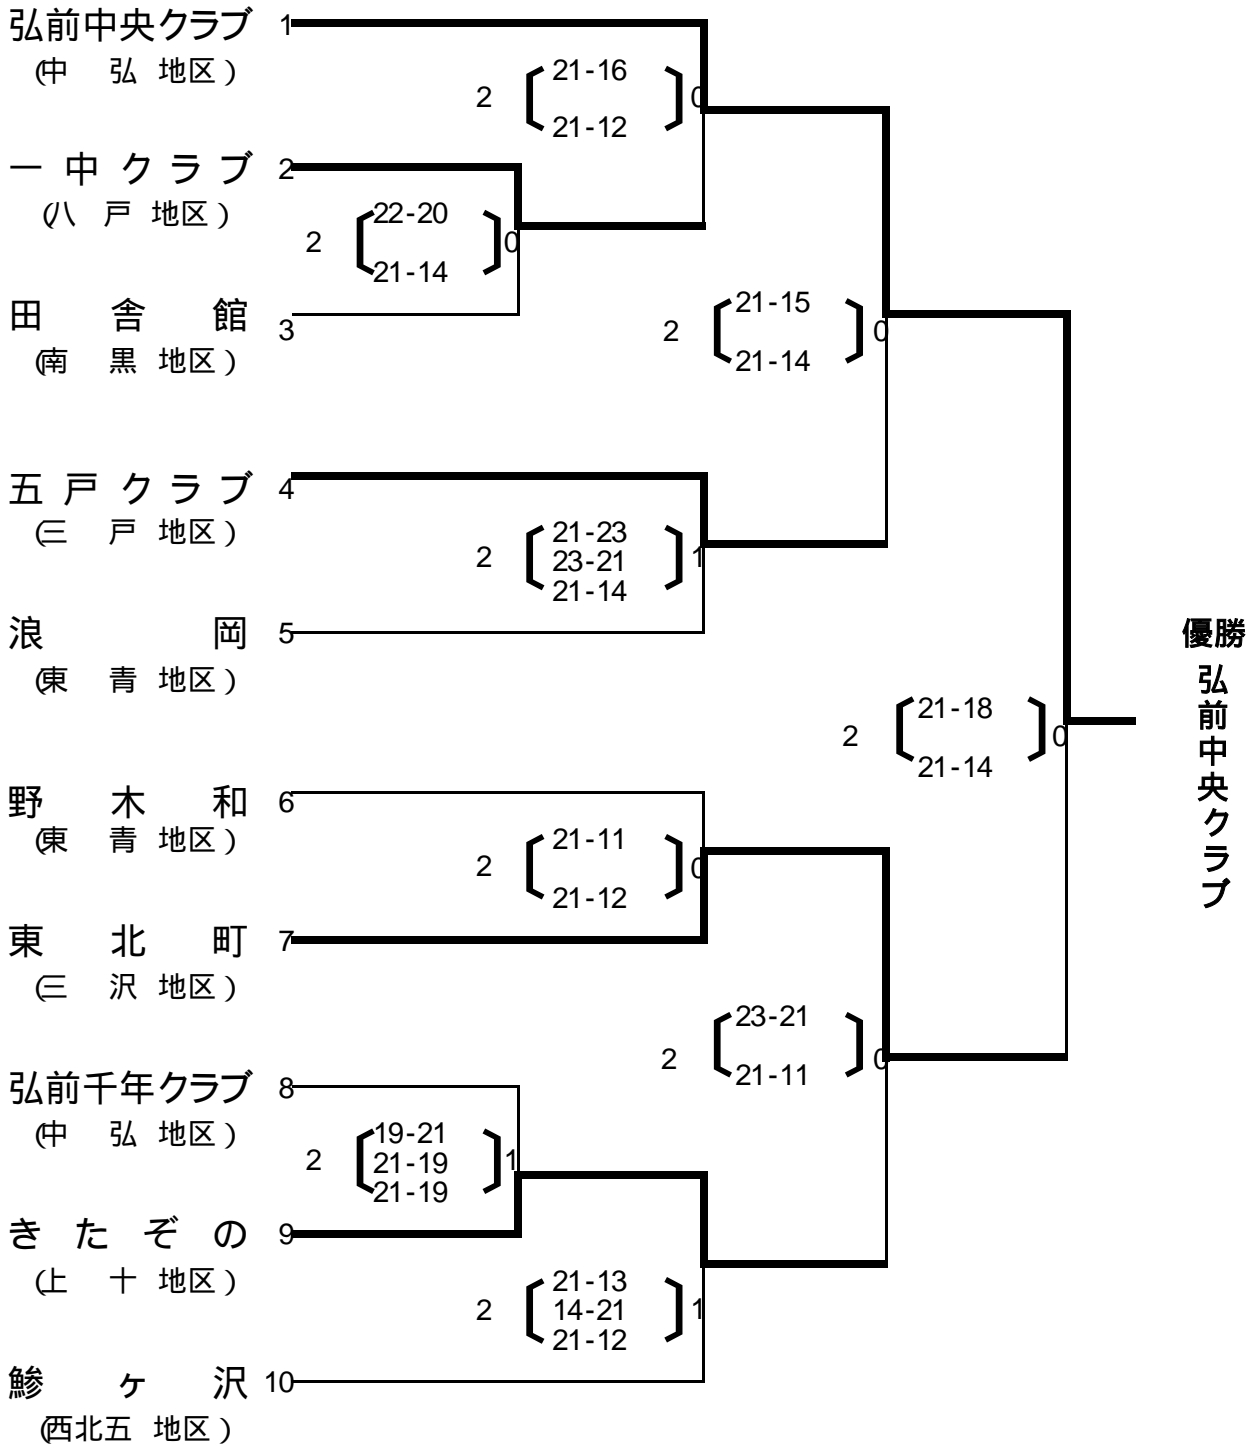 弘前中央クラブ 1
(中 弘 地区)
2 21-16 0
21-12
一中クラブ 2
(八 戸 地区)
2 22-20 0
21-14
田舎館 3
(南 黒 地区)
2 21-15 0
21-14
五戸クラブ 4
(三 戸 地区)
2 21-23 1
23-21
21-14
浪岡 5
(東 青 地区)
優勝
弘前中央クラブ
2 21-18 0
21-14
野木和 6
(東 青 地区)
2 21-11 0
21-12
東北町 7
(三 沢 地区)
2 23-21 0
21-11
弘前千年クラブ 8
(中 弘 地区)
2 19-21 1
21-19
21-19
きたぞの 9
(上 十 地区)
2 21-13 1
14-21
21-12
鯵ヶ沢 10
(西北五 地区)